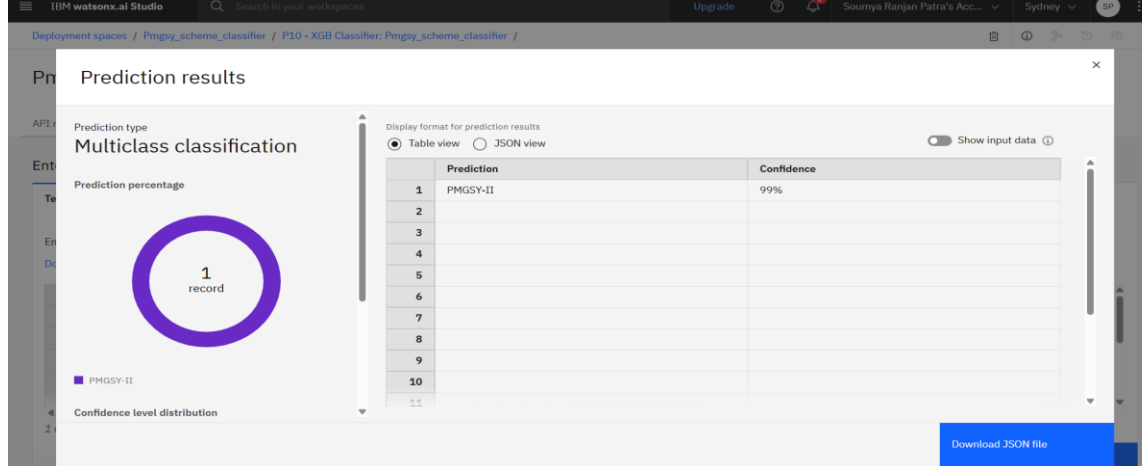 IBM watsonx.ai Studio
Search in your workspaces
Upgrade
Soumya Ranjan Patra's Acc...
Sydney
SP
Deployment spaces / Pmgsy_scheme_classifier / P10 - XGB Classifier: Pmgsy_scheme_classifier /
Prediction results
Prediction type
Multiclass classification
Prediction percentage
1
record
PMGSY-II
Confidence level distribution
Display format for prediction results
Table view JSON view
Show input data
Prediction Confidence
1 PMGSY-II 99%
2
3
4
5
6
7
8
9
10
11
Download JSON file